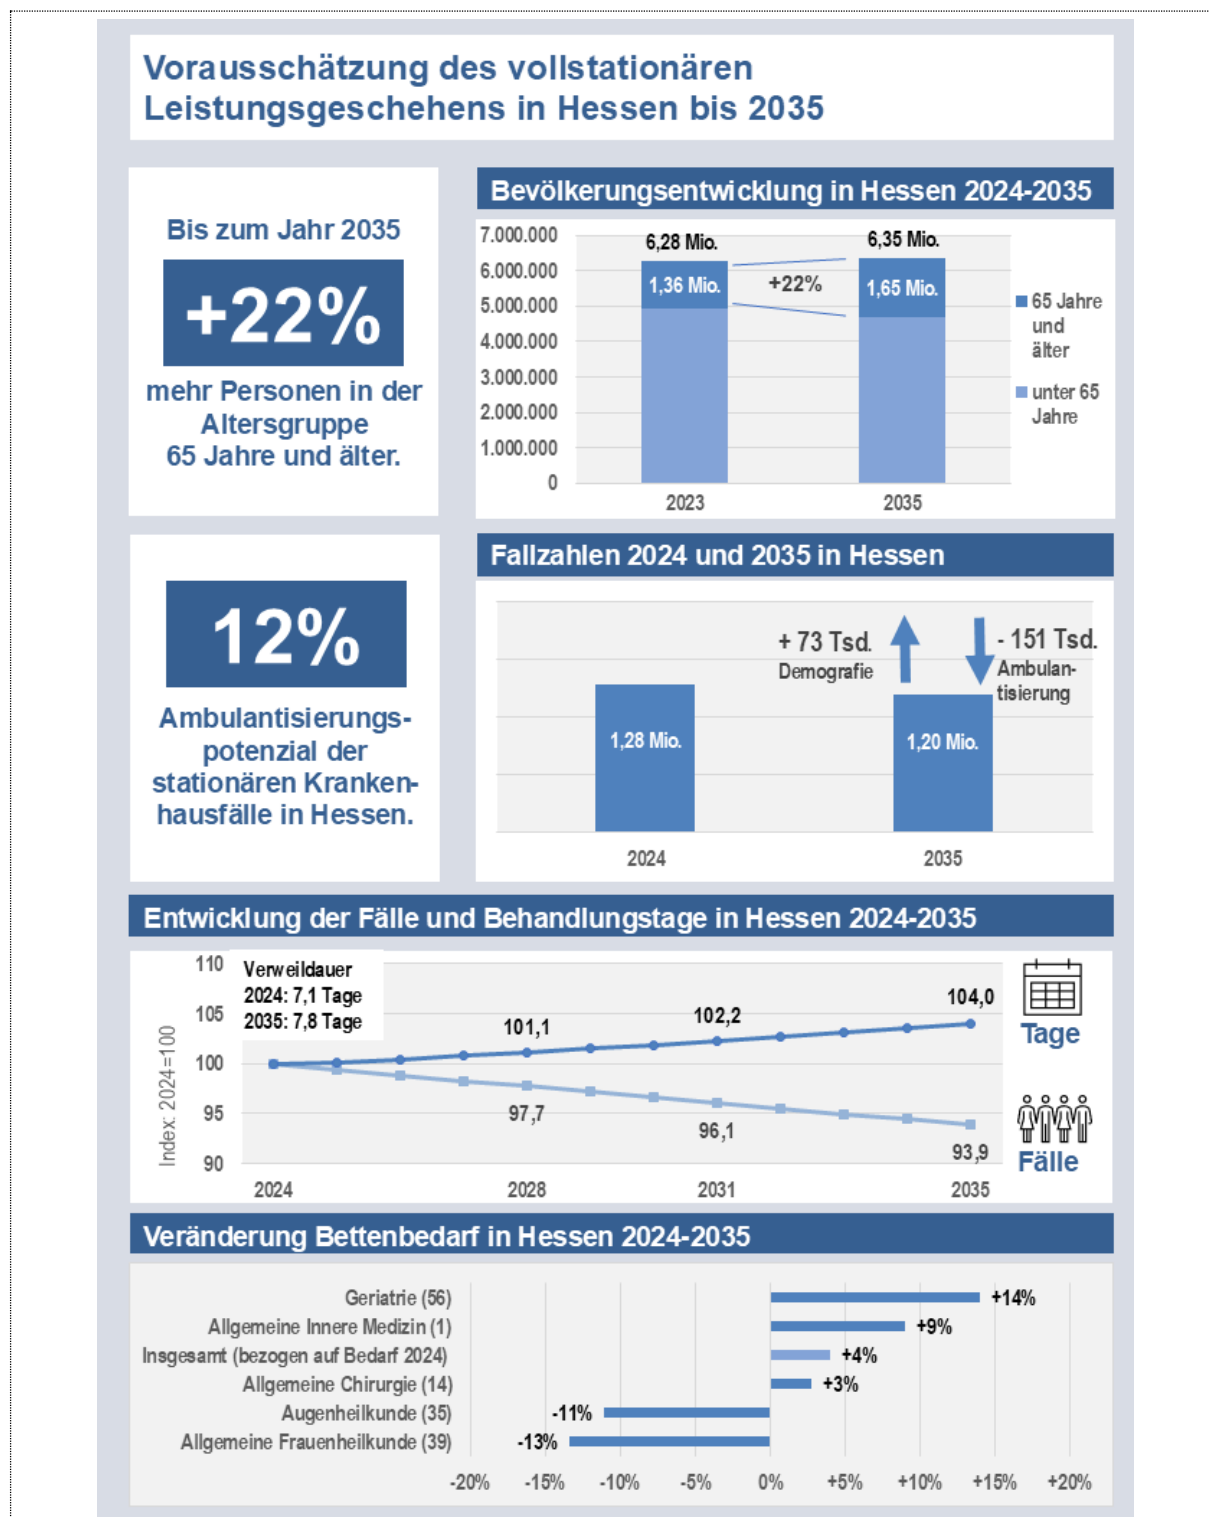 Vorausschätzung des vollstationären
Leistungsgeschehens in Hessen bis 2035
Bis zum Jahr 2035
+22%
mehr Personen in der
Altersgruppe
65 Jahre und älter.
Bevölkerungsentwicklung in Hessen 2024-2035
7.000.000
6.000.000
5.000.000
4.000.000
3.000.000
2.000.000
1.000.000
0
6,28 Mio.
1,36 Mio.
+22%
6,35 Mio.
1,65 Mio.
2023
2035
65 Jahre
und
älter
unter 65
Jahre
12%
Ambulantisierungs-
potenzial der
stationären Kranken-
hausfälle in Hessen.
Fallzahlen 2024 und 2035 in Hessen
+ 73 Tsd.
Demografie
- 151 Tsd.
Ambulan-
tisierung
1,28 Mio.
1,20 Mio.
2024
2035
Entwicklung der Fälle und Behandlungstage in Hessen 2024-2035
Index: 2024=100
110
105
100
95
90
Verweildauer
2024: 7,1 Tage
2035: 7,8 Tage
101,1
102,2
104,0
97,7
96,1
93,9
2024
2028
2031
2035
Tage
Fälle
Veränderung Bettenbedarf in Hessen 2024-2035
Geriatrie (56)
+14%
Allgemeine Innere Medizin (1)
+9%
Insgesamt (bezogen auf Bedarf 2024)
+4%
Allgemeine Chirurgie (14)
+3%
Augenheilkunde (35)
-11%
Allgemeine Frauenheilkunde (39)
-13%
-20%
-15%
-10%
-5%
0%
+5%
+10%
+15%
+20%